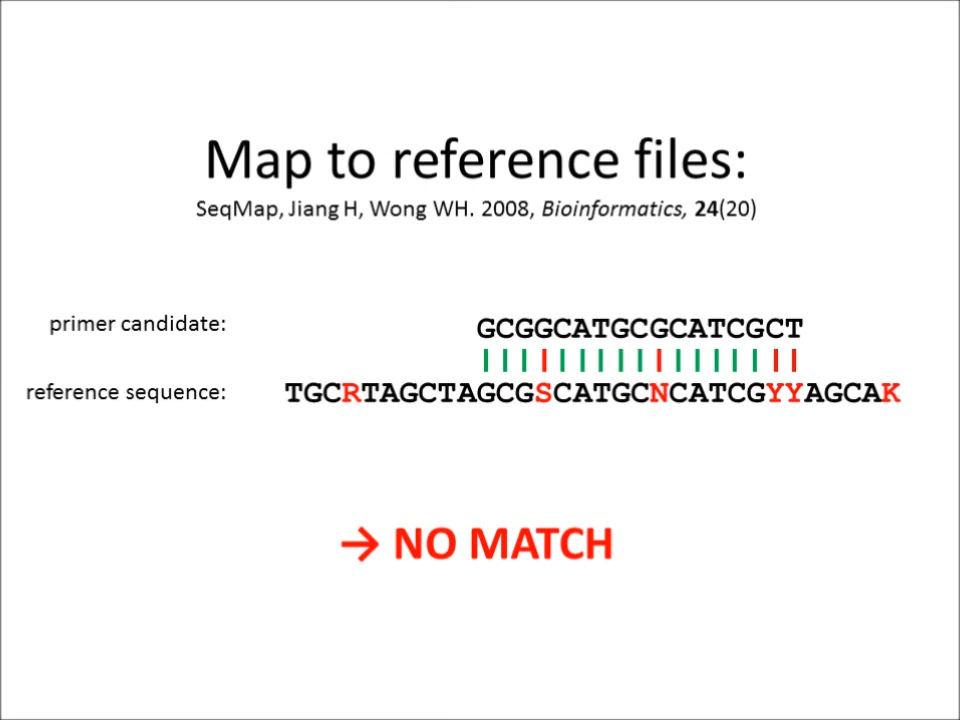 Map to reference files:
SeqMap, Jiang H, Wong WH. 2008, Bioinformatics, 24(20)
primer candidate: GCGGCATGCGCATCGCT
reference sequence: TGCRTAGCTAGCGSCATGCNCATCGYYAGCAK
→ NO MATCH